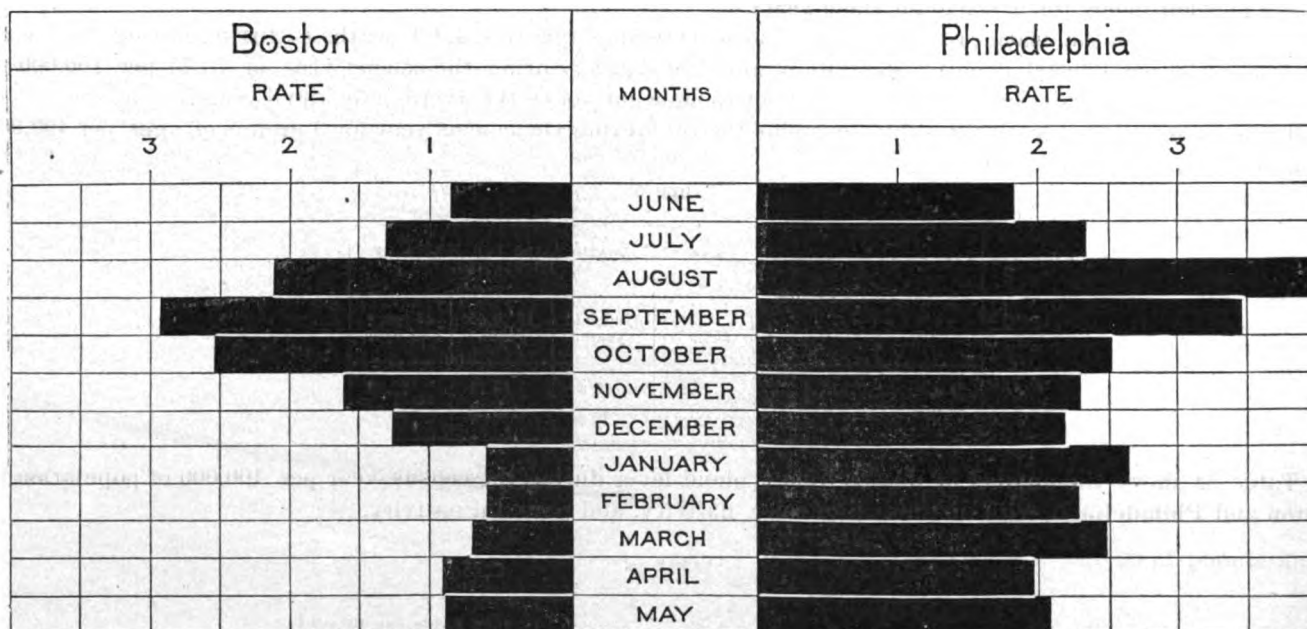 Boston Philadelphia
RATE MONTHS RATE
3 2 1 1 2 3
JUNE
JULY
AUGUST
SEPTEMBER
OCTOBER
NOVEMBER
DECEMBER
JANUARY
FEBRUARY
MARCH
APRIL
MAY